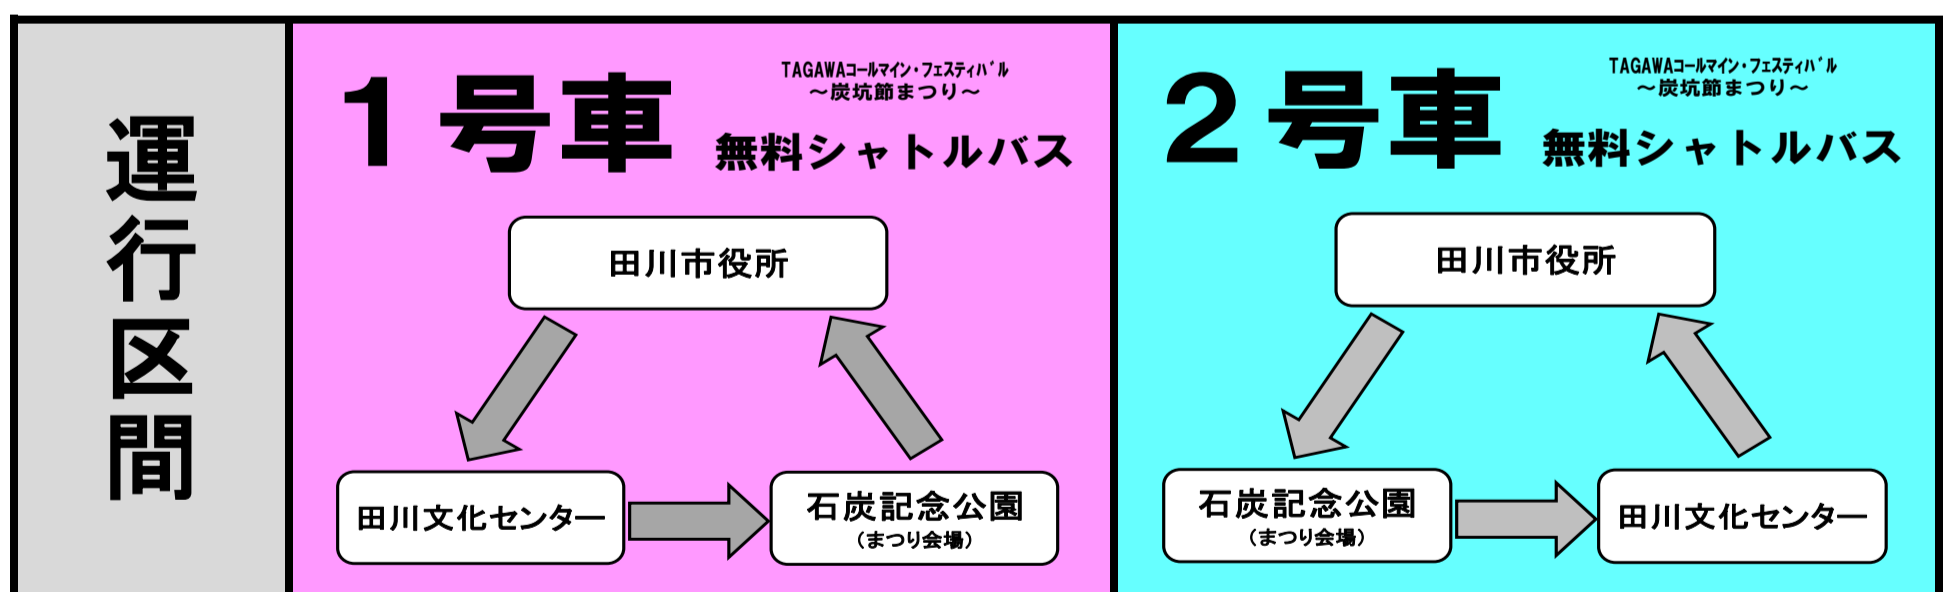 運行区間
１号車
TAGAWAコールマイン・フェスティバル
～炭坑節まつり～
無料シャトルバス
田川市役所
田川文化センター
石炭記念公園
（まつり会場）
２号車
TAGAWAコールマイン・フェスティバル
～炭坑節まつり～
無料シャトルバス
田川市役所
石炭記念公園
（まつり会場）
田川文化センター